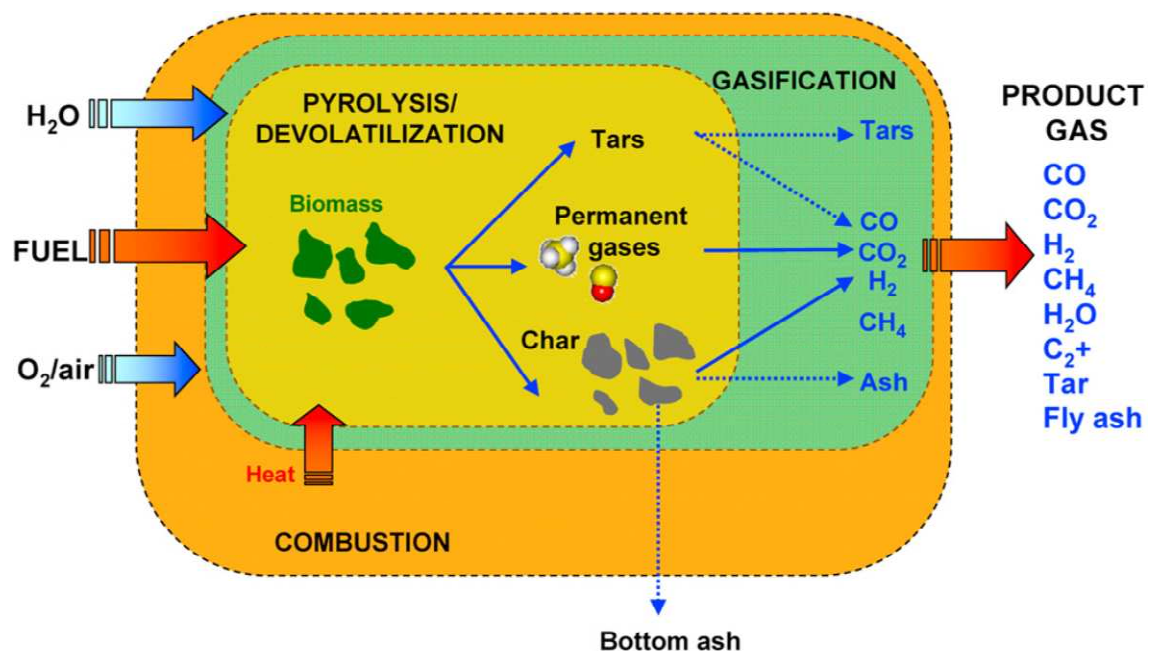 H₂O
FUEL
O₂/air
PYROLYSIS/
DEVOLATILIZATION
Biomass
Tars
Permanent
gases
Char
Heat
COMBUSTION
GASIFICATION
Tars
CO
CO₂
H₂
CH₄
Ash
Bottom ash
PRODUCT
GAS
CO
CO₂
H₂
CH₄
H₂O
C₂+
Tar
Fly ash